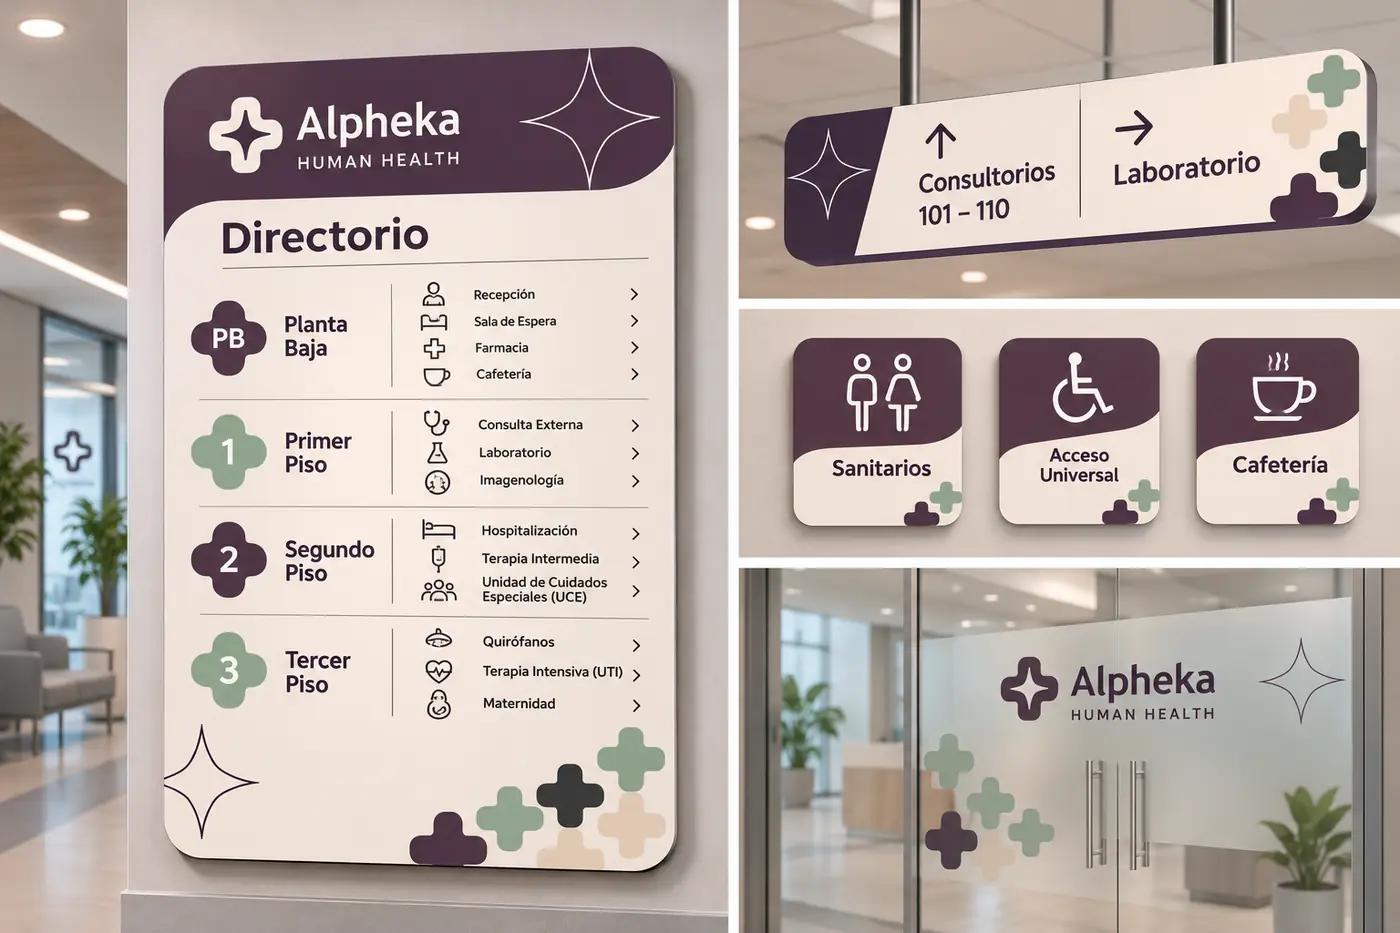 Alpheka
HUMAN HEALTH
Directorio
PB
Planta
Baja
Recepción
Sala de Espera
Farmacia
Cafetería
1
Primer
Piso
Consulta Externa
Laboratorio
Imagenología
2
Segundo
Piso
Hospitalización
Terapia Intermedia
Unidad de Cuidados
Especiales (UCE)
3
Tercer
Piso
Quirófanos
Terapia Intensiva (UTI)
Maternidad
Consultorios
101 – 110
Laboratorio
Sanitarios
Acceso
Universal
Cafetería
Alpheka
HUMAN HEALTH